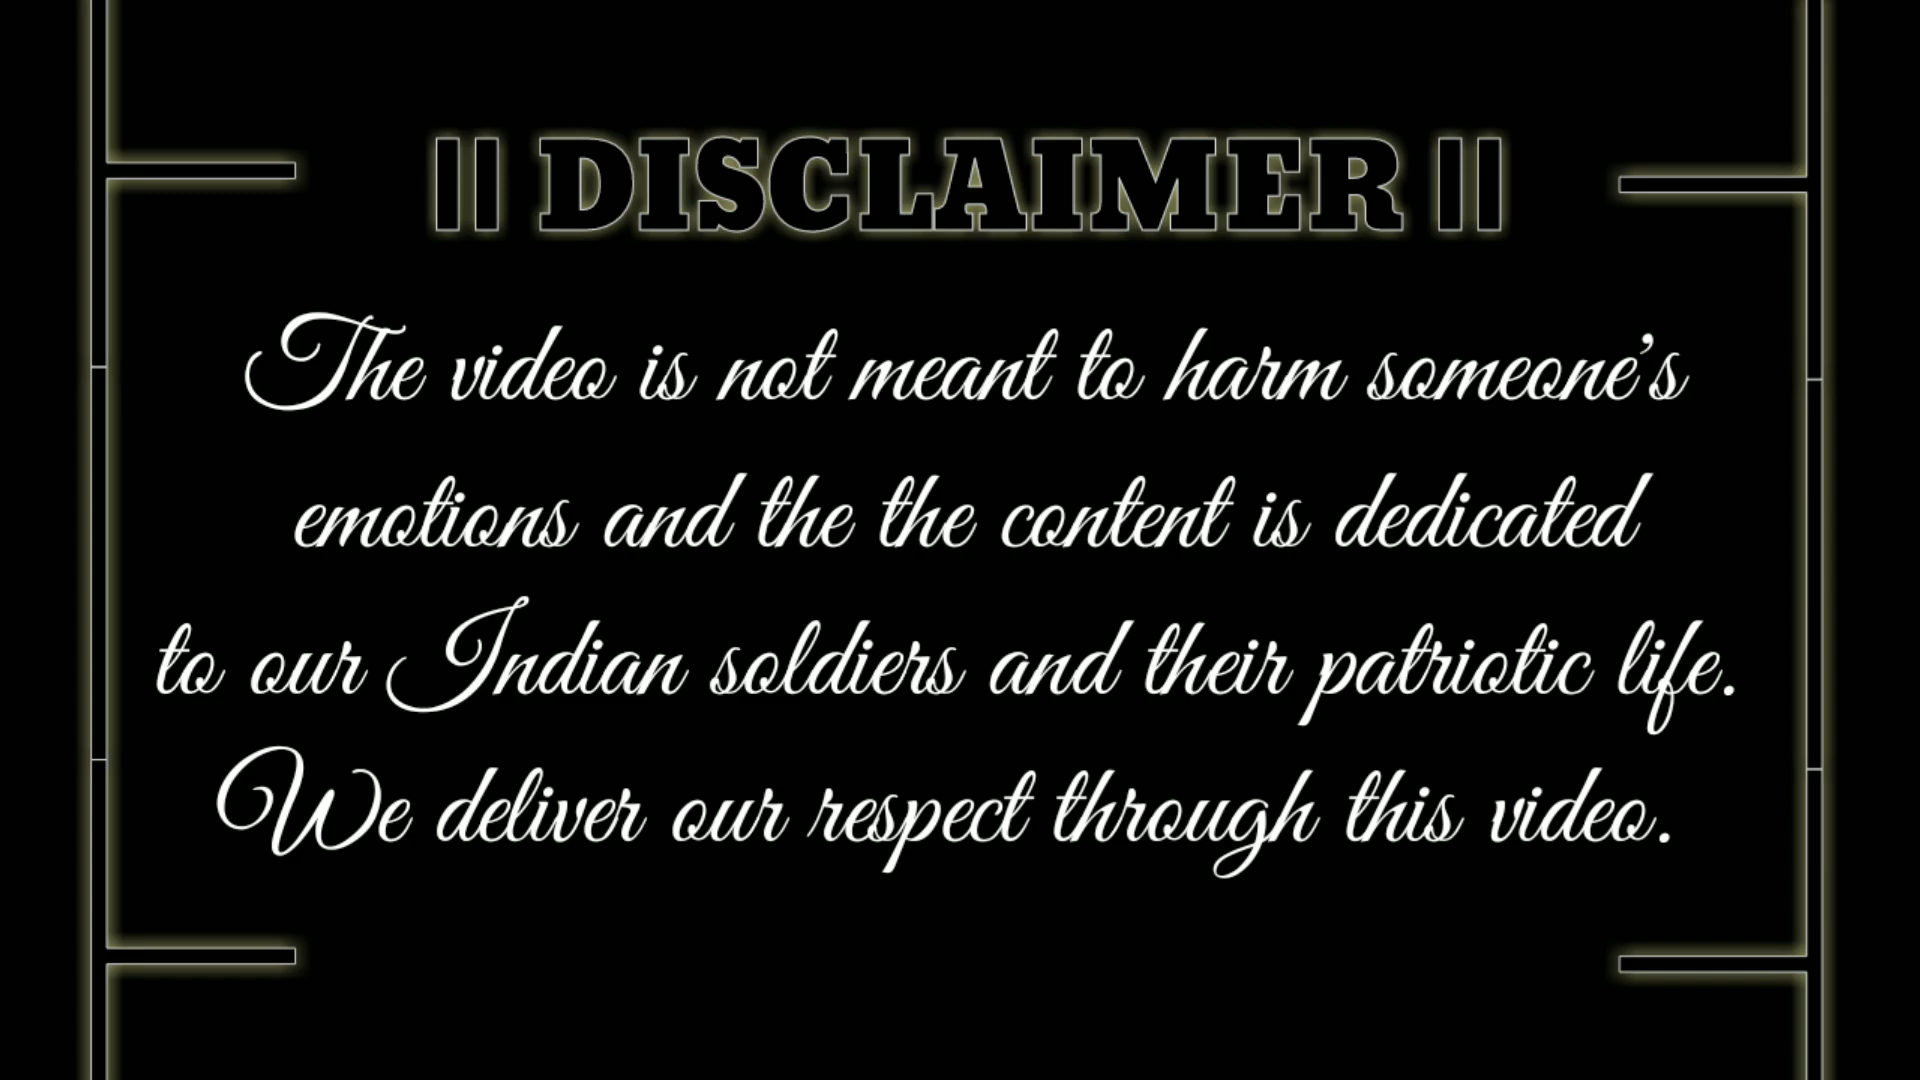 || DISCLAIMER ||
The video is not meant to harm someone’s
emotions and the the content is dedicated
to our Indian soldiers and their patriotic life.
We deliver our respect through this video.